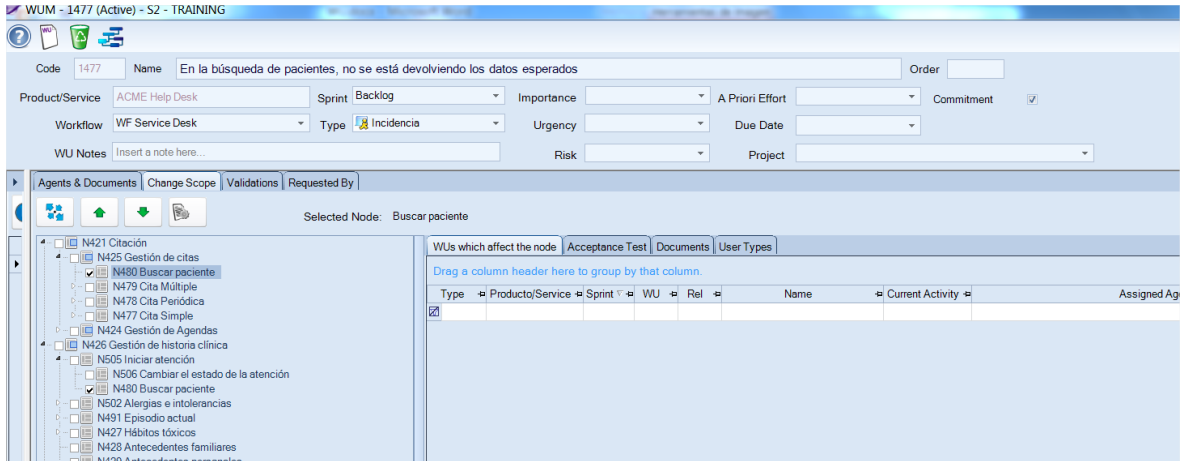 WUM - 1477 (Active) - S2 - TRAINING
WU
Code 1477 Name En la búsqueda de pacientes, no se está devolviendo los datos esperados Order
Product/Service ACME Help Desk Sprint Backlog Importance A Priori Effort Commitment
Workflow WF Service Desk Type Incidencia Urgency Due Date
WU Notes Insert a note here... Risk Project
Agents & Documents Change Scope Validations Requested By
Selected Node: Buscar paciente
N421 Citación
N425 Gestión de citas
N480 Buscar paciente
N479 Cita Múltiple
N478 Cita Periódica
N477 Cita Simple
N424 Gestión de Agendas
N426 Gestión de historia clínica
N505 Iniciar atención
N506 Cambiar el estado de la atención
N480 Buscar paciente
N502 Alergias e intolerancias
N491 Episodio actual
N427 Hábitos tóxicos
N428 Antecedentes familiares
WUs which affect the node Acceptance Test Documents User Types
Drag a column header here to group by that column.
Type Producto/Service Sprint WU Rel Name Current Activity Assigned Ag